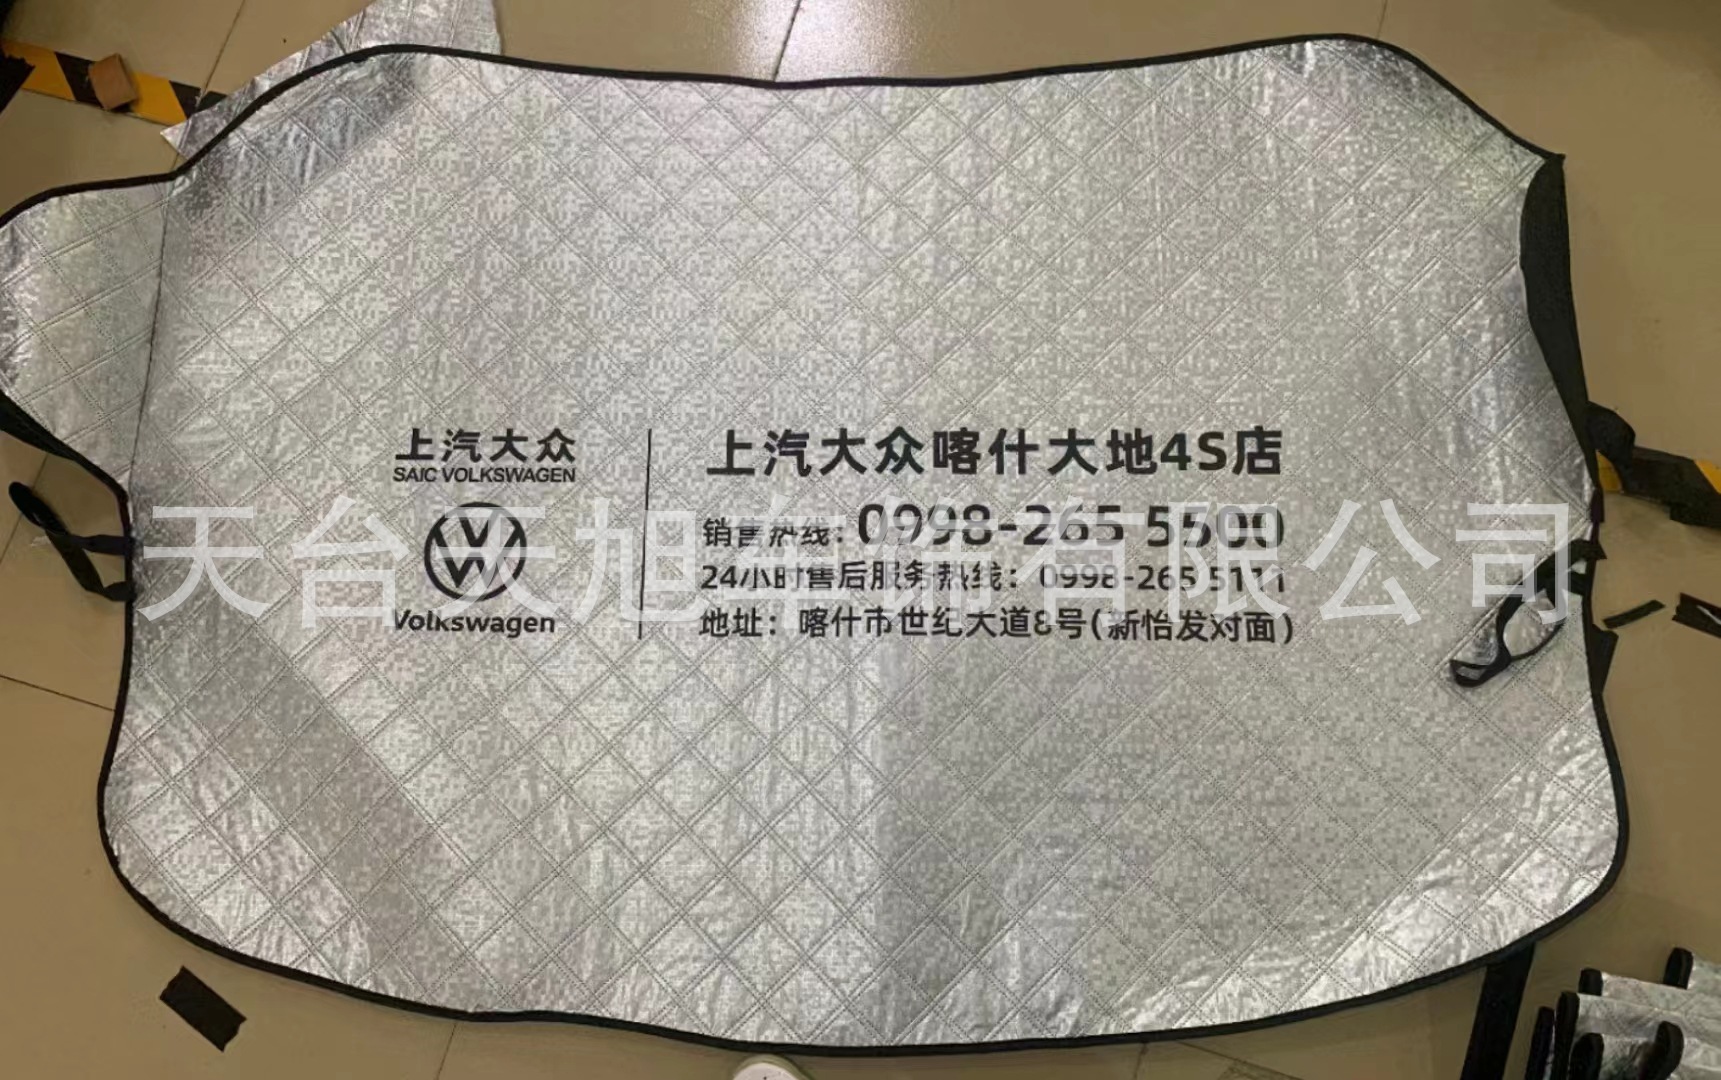 上汽大众
SAIC VOLKSWAGEN
Volkswagen
上汽大众喀什大地4S店
销售热线：0998-265 5500
24小时售后服务热线：0998-265 5111
地址：喀什市世纪大道8号(新怡发对面)
天台天旭车饰有限公司